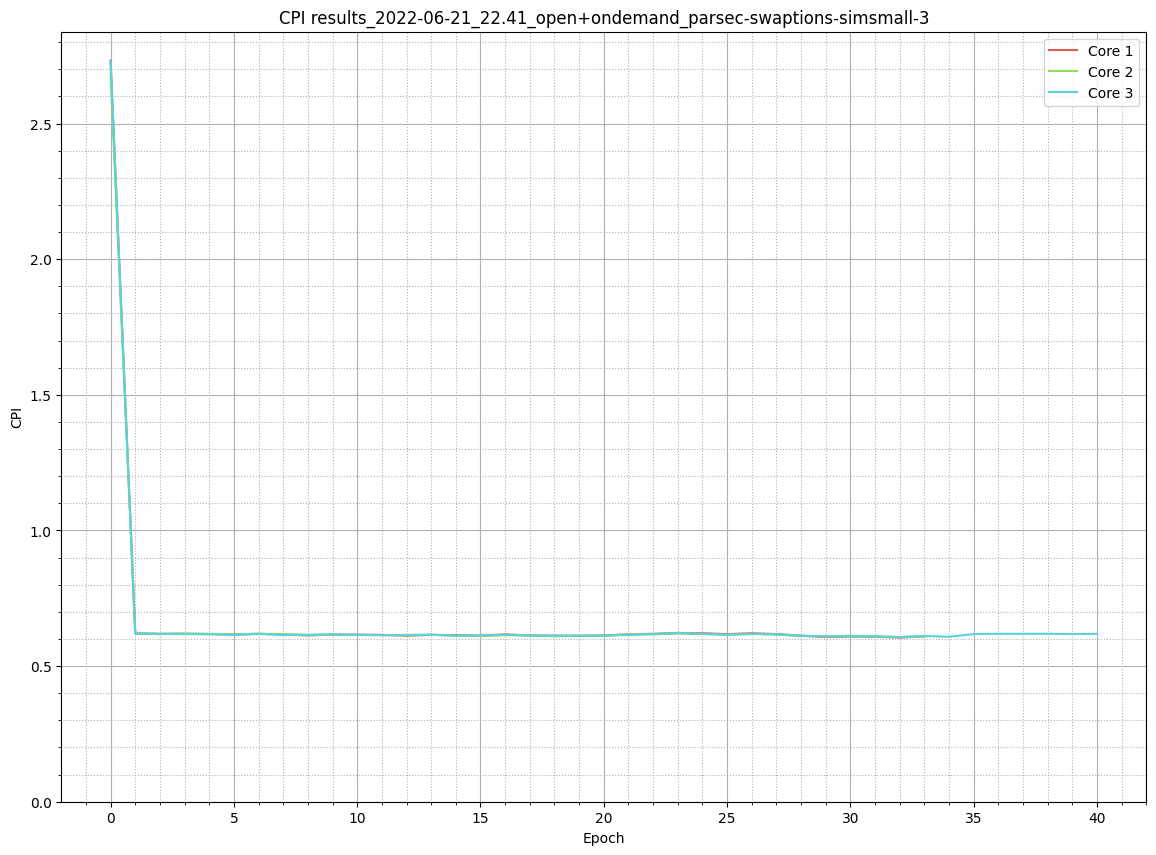 CPI results_2022-06-21_22.41_open+ondemand_parsec-swaptions-simsmall-3
Core 1
Core 2
Core 3
2.5
2.0
1.5
CPI
1.0
0.5
0.0
0 5 10 15 20 25 30 35 40
Epoch